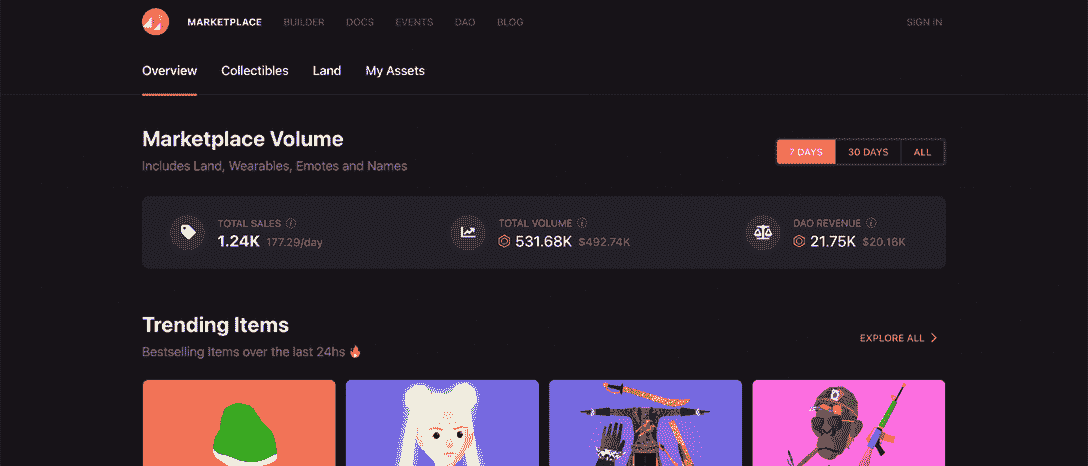 MARKETPLACE BUILDER DOCS EVENTS DAO BLOG SIGN IN
Overview Collectibles Land My Assets
Marketplace Volume
Includes Land, Wearables, Emotes and Names
7 DAYS 30 DAYS ALL
TOTAL SALES
1.24K 177.29/day
TOTAL VOLUME
531.68K $492.74K
DAO REVENUE
21.75K $20.16K
Trending Items
Bestselling items over the last 24hs 🔥
EXPLORE ALL